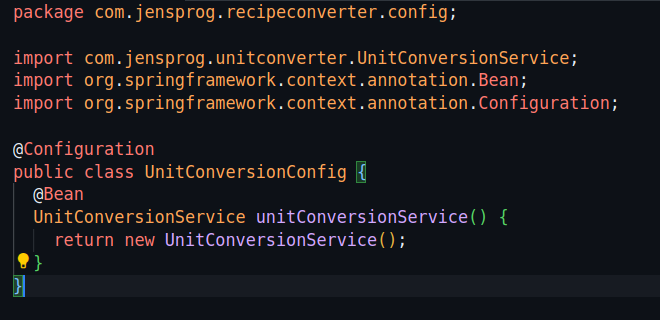 package com.jensprog.recipeconverter.config;

import com.jensprog.unitconverter.UnitConversionService;
import org.springframework.context.annotation.Bean;
import org.springframework.context.annotation.Configuration;

@Configuration
public class UnitConversionConfig {
  @Bean
  UnitConversionService unitConversionService() {
    return new UnitConversionService();
  }
}